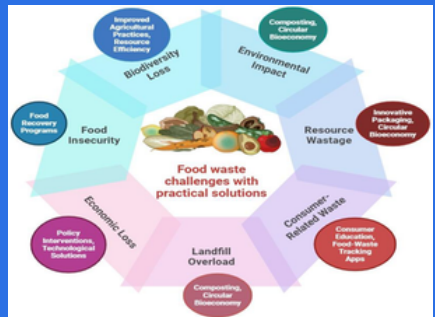 Improved
Agricultural
Practices,
Resource
Efficiency
Composting,
Circular
Bioeconomy
Biodiversity
Loss
Environmental
Impact
Food
Recovery
Programs
Food
Insecurity
Resource
Wastage
Innovative
Packaging,
Circular
Bioeconomy
Food waste
challenges with
practical solutions
Economic Loss
Consumer-
Related Waste
Policy
Interventions,
Technological
Solutions
Landfill
Overload
Consumer
Education,
Food-Waste
Tracking
Apps
Composting,
Circular
Bioeconomy